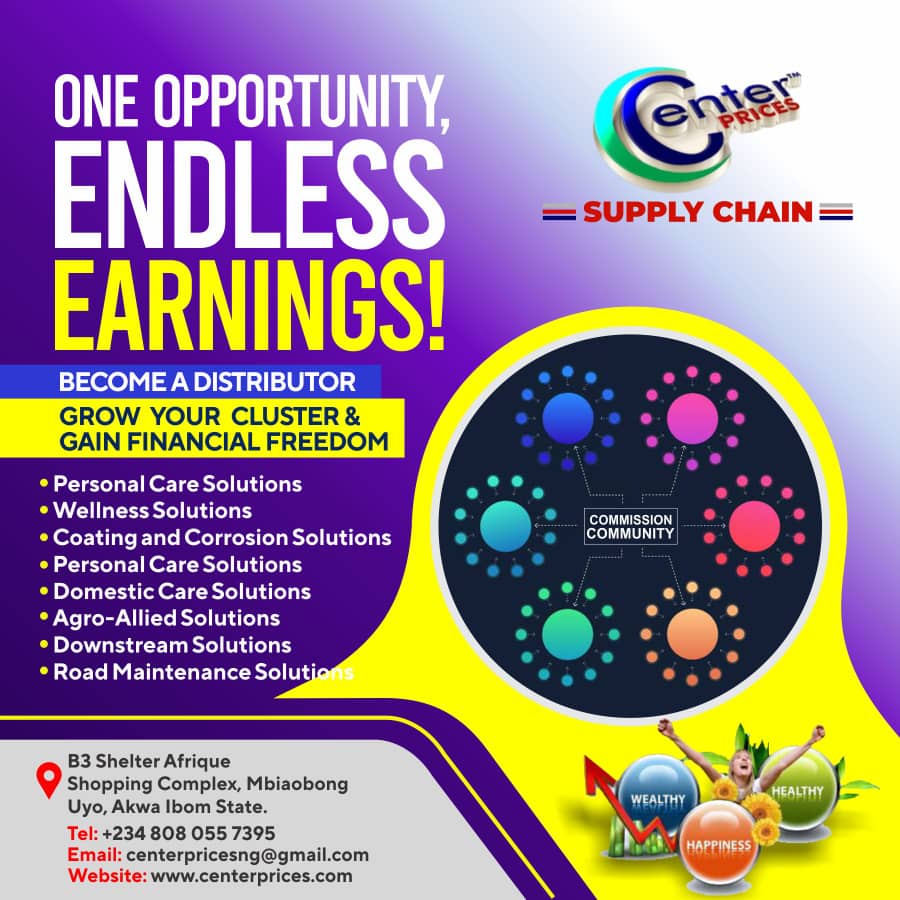 ONE OPPORTUNITY,
ENDLESS
EARNINGS!
Center™
PRICES
SUPPLY CHAIN
BECOME A DISTRIBUTOR
GROW YOUR CLUSTER &
GAIN FINANCIAL FREEDOM
• Personal Care Solutions
• Wellness Solutions
• Coating and Corrosion Solutions
• Personal Care Solutions
• Domestic Care Solutions
• Agro-Allied Solutions
• Downstream Solutions
• Road Maintenance Solutions
COMMISSION
COMMUNITY
B3 Shelter Afrique
Shopping Complex, Mbiaobong
Uyo, Akwa Ibom State.
Tel: +234 808 055 7395
Email: centerpricesng@gmail.com
Website: www.centerprices.com
WEALTHY
HEALTHY
HAPPINESS